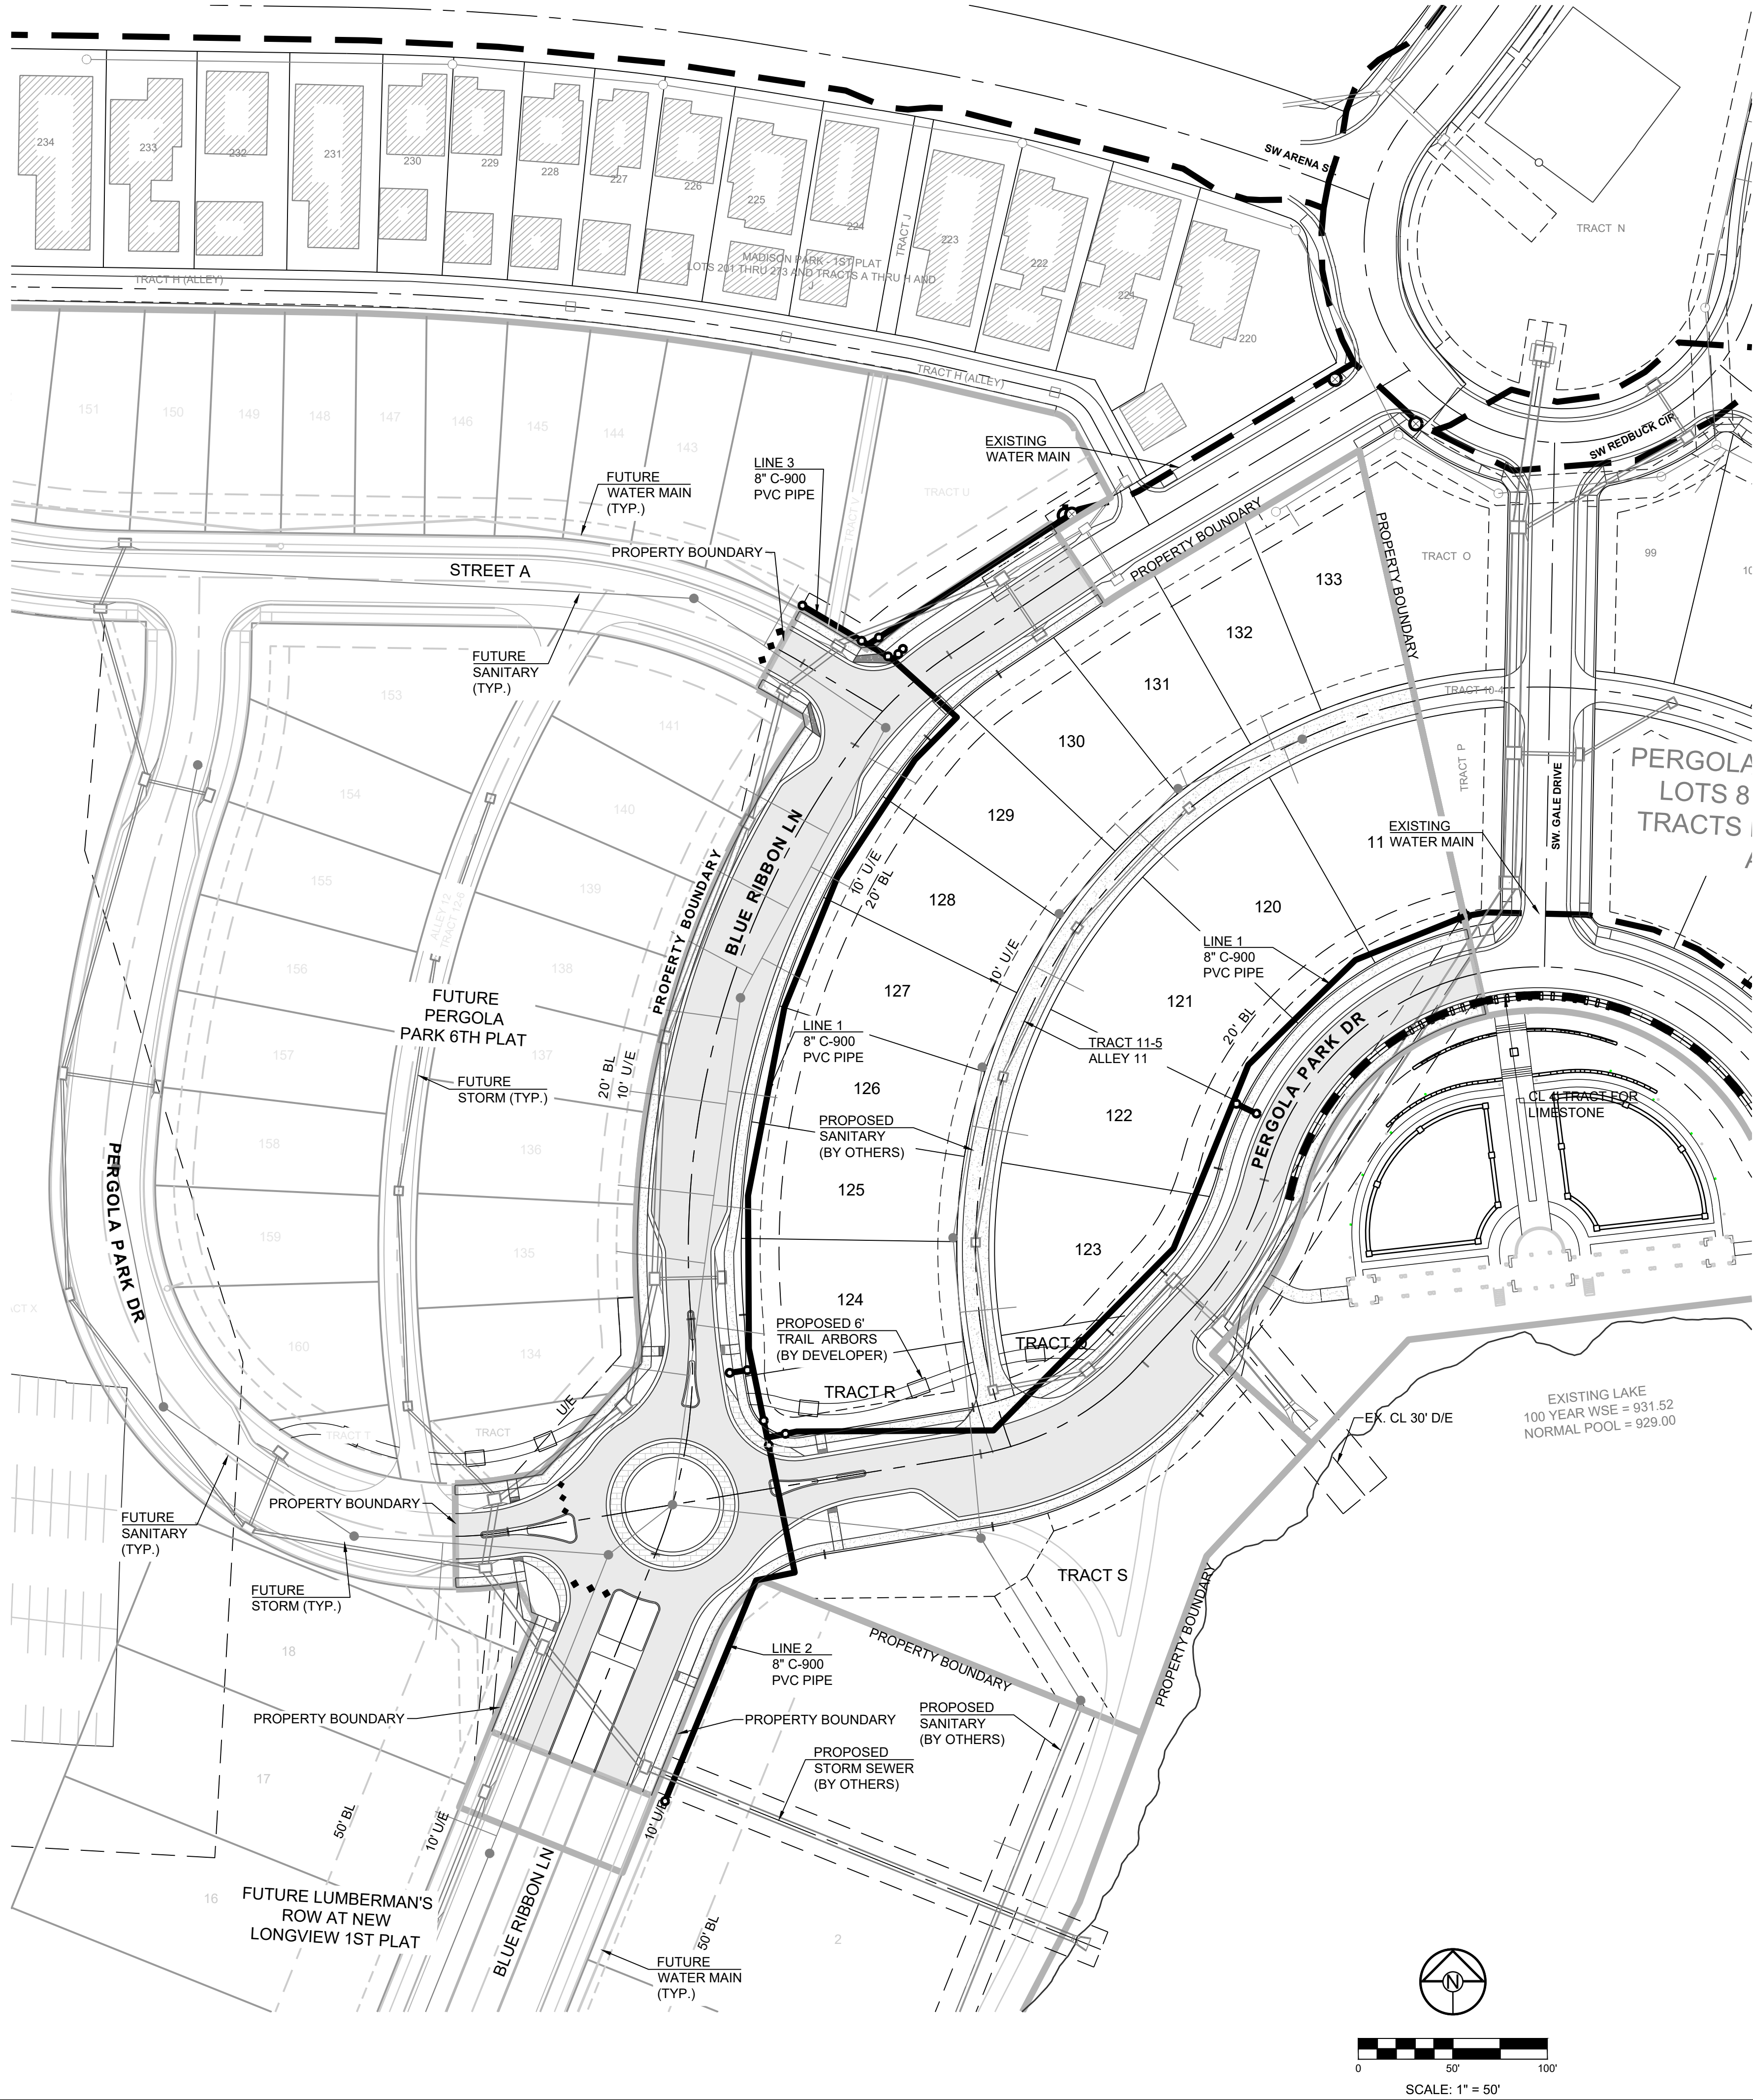 SW ARENA S
234
233
232
231
230
229
228
227
226
225
224
TRACT J
223
222
221
220
TRACT N
MADISON PARK - 1ST PLAT
LOTS 201 THRU 273 AND TRACTS A THRU H AND
J
TRACT H (ALLEY)
TRACT H (ALLEY)
151
150
149
148
147
146
145
144
143
SW REDBUCK CIR
EXISTING
WATER MAIN
LINE 3
8" C-900
PVC PIPE
FUTURE
WATER MAIN
(TYP.)
TRACT U
TRACT V
PROPERTY BOUNDARY
PROPERTY BOUNDARY
PROPERTY BOUNDARY
STREET A
TRACT O
99
10
133
132
131
130
129
128
127
126
125
124
FUTURE
SANITARY
(TYP.)
153
141
154
140
155
139
156
138
157
137
158
136
159
135
160
134
TRACT 10-4
TRACT P
SW. GALE DRIVE
PERGOLA
LOTS 8
TRACTS
A
EXISTING
11 WATER MAIN
BLUE RIBBON LN
PROPERTY BOUNDARY
10' U/E
20' BL
ALLEY 12
TRACT 12-6
FUTURE
PERGOLA
PARK 6TH PLAT
120
LINE 1
8" C-900
PVC PIPE
10' U/E
121
20' BL
LINE 1
8" C-900
PVC PIPE
TRACT 11-5
ALLEY 11
PERGOLA PARK DR
CL 4) TRACT FOR
LIMESTONE
122
123
20' BL
10' U/E
FUTURE
STORM (TYP.)
PROPOSED
SANITARY
(BY OTHERS)
PERGOLA PARK DR
PROPOSED 6'
TRAIL ARBORS
(BY DEVELOPER)
TRACT R
ACT X
U/E
TRACT T
TRACT
EXISTING LAKE
100 YEAR WSE = 931.52
NORMAL POOL = 929.00
EX. CL 30' D/E
PROPERTY BOUNDARY
FUTURE
SANITARY
(TYP.)
FUTURE
STORM (TYP.)
TRACT S
PROPERTY BOUNDARY
PROPERTY BOUNDARY
18
LINE 2
8" C-900
PVC PIPE
PROPERTY BOUNDARY
PROPERTY BOUNDARY
PROPOSED
SANITARY
(BY OTHERS)
PROPOSED
STORM SEWER
(BY OTHERS)
17
50' BL
10' U/E
10' U/E
16
FUTURE LUMBERMAN'S
ROW AT NEW
LONGVIEW 1ST PLAT
BLUE RIBBON LN
50' BL
2
FUTURE
WATER MAIN
(TYP.)
N
0
50'
100'
SCALE: 1" = 50'